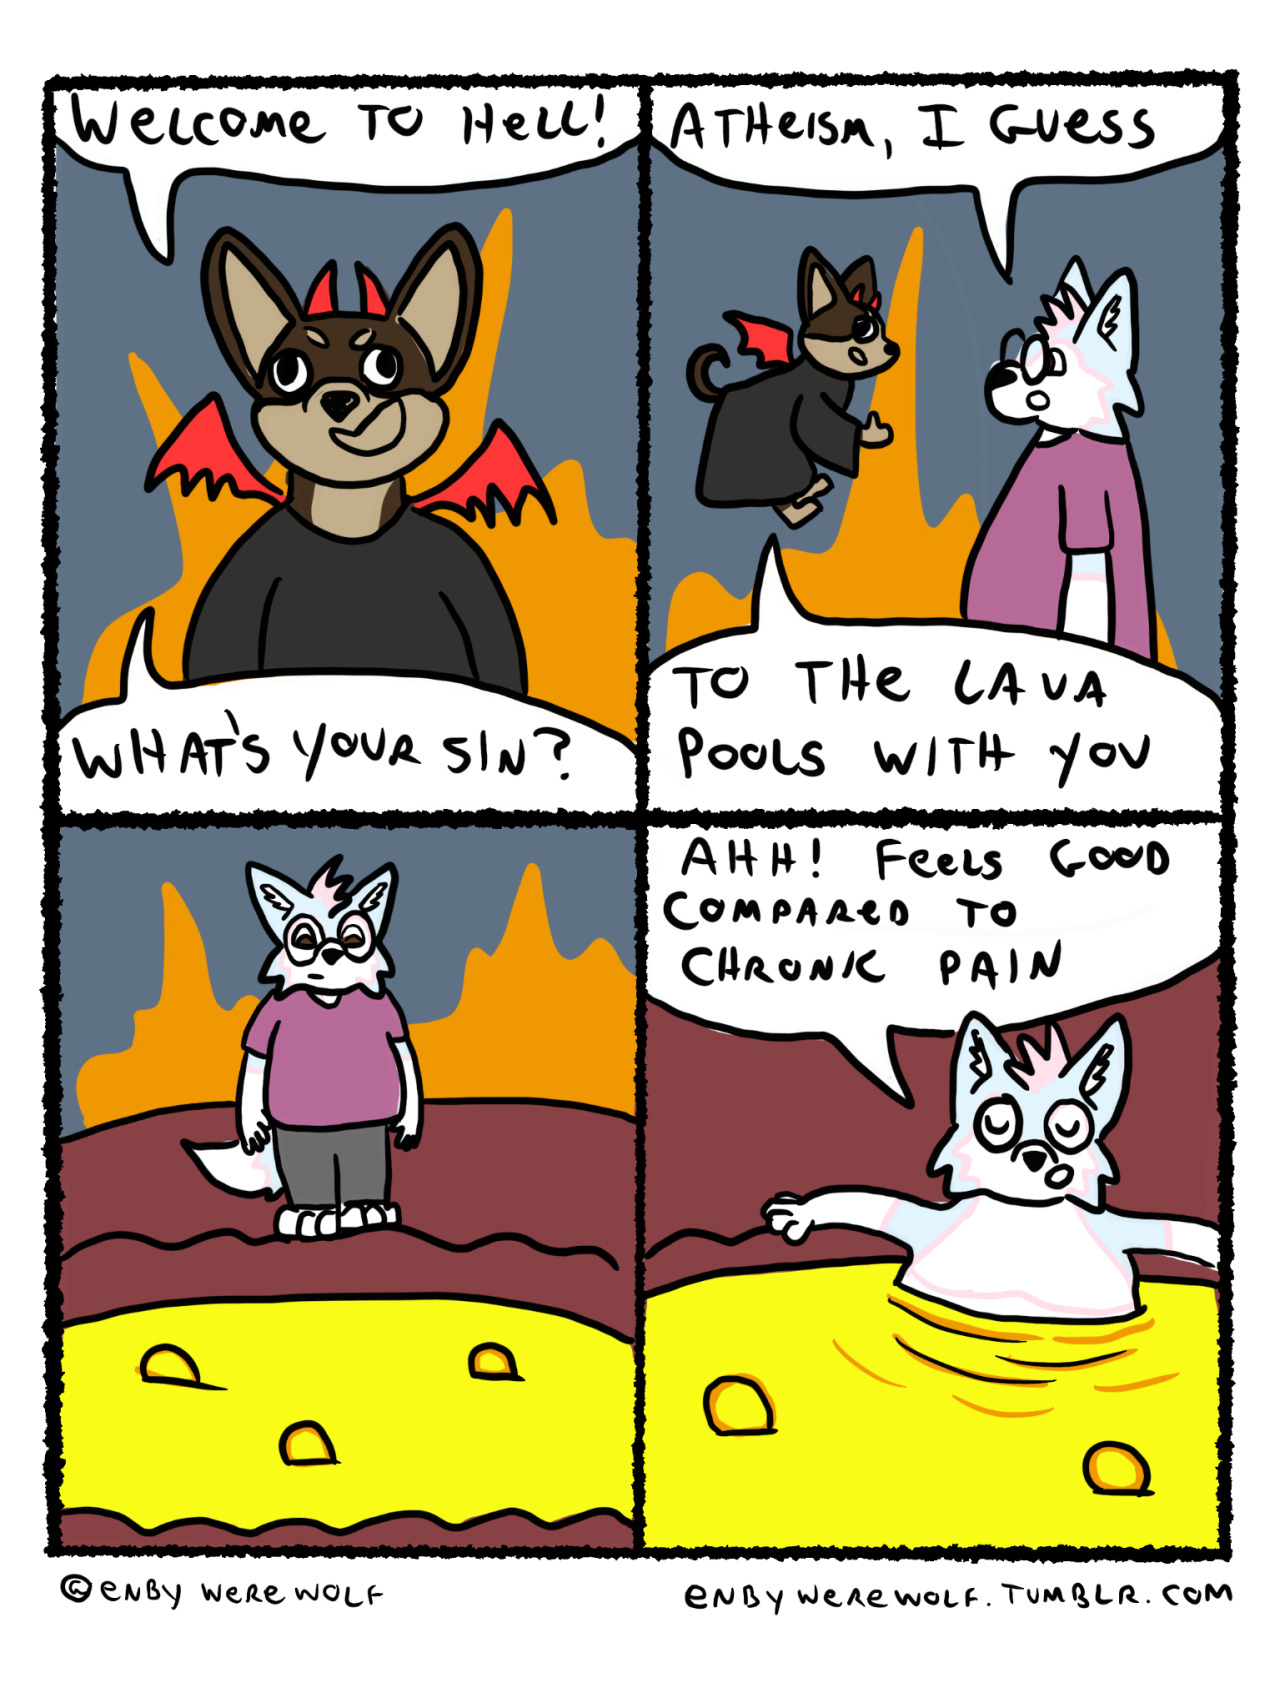 WELCOME TO HELL!
WHAT'S YOUR SIN?
ATHEISM, I GUESS
TO THE LAVA
POOLS WITH YOU
AHH! FEELS GOOD
COMPARED TO
CHRONIC PAIN
© ENBY WEREWOLF
ENBYWEREWOLF.TUMBLR.COM